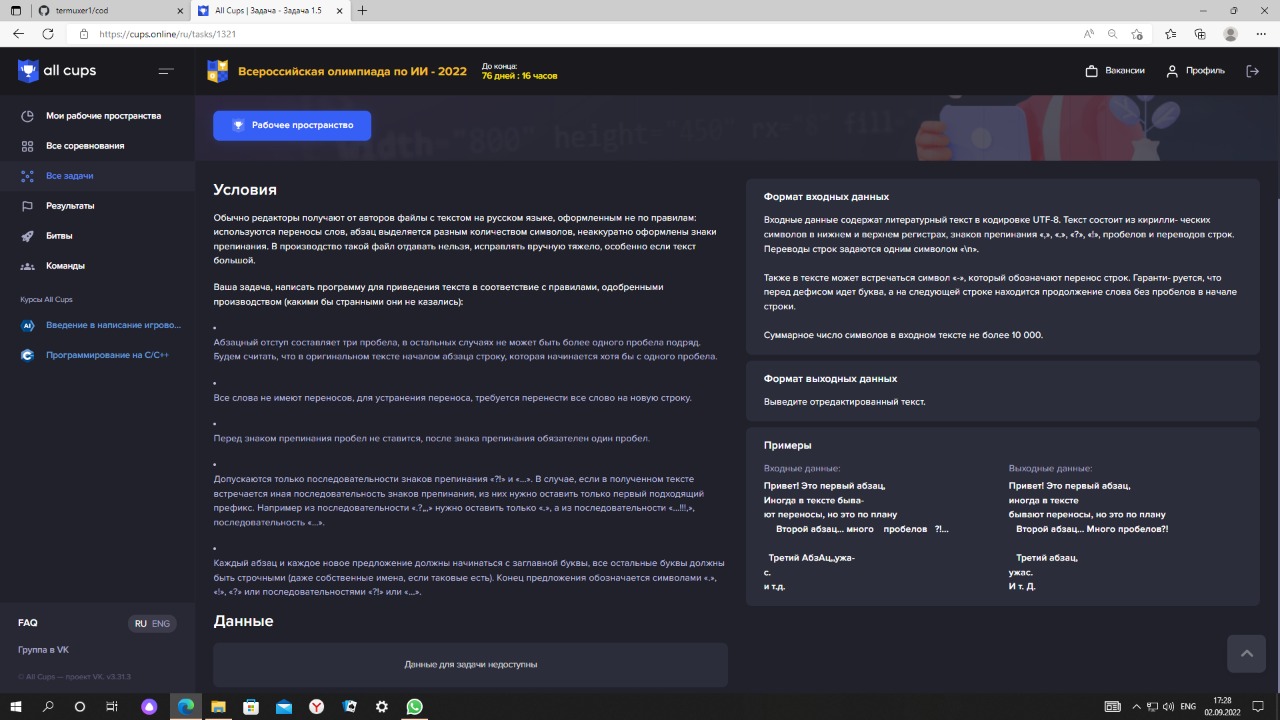 termux1/cod
All Cups | Задача - Задача 1.5
https://cups.online/ru/tasks/1321
all cups
Всероссийская олимпиада по ИИ - 2022
До конца:
76 дней : 16 часов
Вакансии
Профиль
Мои рабочие пространства
Все соревнования
Все задачи
Результаты
Битвы
Команды
Курсы All Cups
Введение в написание игрово...
Программирование на C/C++
FAQ
RU ENG
Группа в VK
© All Cups — проект VK. v3.31.3
Рабочее пространство
width="800" height="450" rx="8" fill="
Условия
Обычно редакторы получают от авторов файлы с текстом на русском языке, оформленным не по правилам:
используются переносы слов, абзац выделяется разным количеством символов, неаккуратно оформлены знаки
препинания. В производство такой файл отдавать нельзя, исправлять вручную тяжело, особенно если текст
большой.
Ваша задача, написать программу для приведения текста в соответствие с правилами, одобренными
производством (какими бы странными они не казались):
Абзацный отступ составляет три пробела, в остальных случаях не может быть более одного пробела подряд.
Будем считать, что в оригинальном тексте началом абзаца строку, которая начинается хотя бы с одного пробела.
Все слова не имеют переносов, для устранения переноса, требуется перенести все слово на новую строку.
Перед знаком препинания пробел не ставится, после знака препинания обязателен один пробел.
Допускаются только последовательности знаков препинания «?!» и «...». В случае, если в полученном тексте
встречается иная последовательность знаков препинания, из них нужно оставить только первый подходящий
префикс. Например из последовательности «.?,,,» нужно оставить только «.», а из последовательности «...!!!,»,
последовательность «...».
Каждый абзац и каждое новое предложение должны начинаться с заглавной буквы, все остальные буквы должны
быть строчными (даже собственные имена, если таковые есть). Конец предложения обозначается символами «.»,
«!», «?» или последовательностями «?!» или «...».
Данные
Данные для задачи недоступны
Формат входных данных
Входные данные содержат литературный текст в кодировке UTF-8. Текст состоит из кирилли- ческих
символов в нижнем и верхнем регистрах, знаков препинания «,», «.», «?», «!», пробелов и переводов строк.
Переводы строк задаются одним символом «\n».
Также в тексте может встречаться символ «-», который обозначают перенос строк. Гаранти- руется, что
перед дефисом идет буква, а на следующей строке находится продолжение слова без пробелов в начале
строки.
Суммарное число символов в входном тексте не более 10 000.
Формат выходных данных
Выведите отредактированный текст.
Примеры
Входные данные:
Привет! Это первый абзац,
Иногда в тексте быва-
ют переносы, но это по плану
Второй абзац... много    пробелов   ?!...
Третий АбзАц,,ужа-
с.
и т.д.
Выходные данные:
Привет! Это первый абзац,
иногда в тексте
бывают переносы, но это по плану
Второй абзац... Много пробелов?!
Третий абзац,
ужас.
И т. Д.
ENG
17:28
02.09.2022